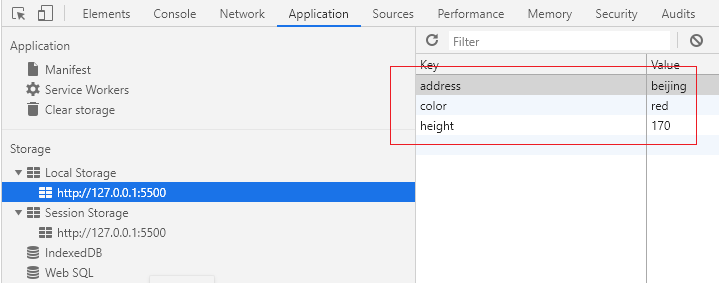 Elements Console Network Application Sources Performance Memory Security Audits
Application
Manifest
Service Workers
Clear storage
Storage
Local Storage
http://127.0.0.1:5500
Session Storage
http://127.0.0.1:5500
IndexedDB
Web SQL
Filter
Key Value
address beijing
color red
height 170